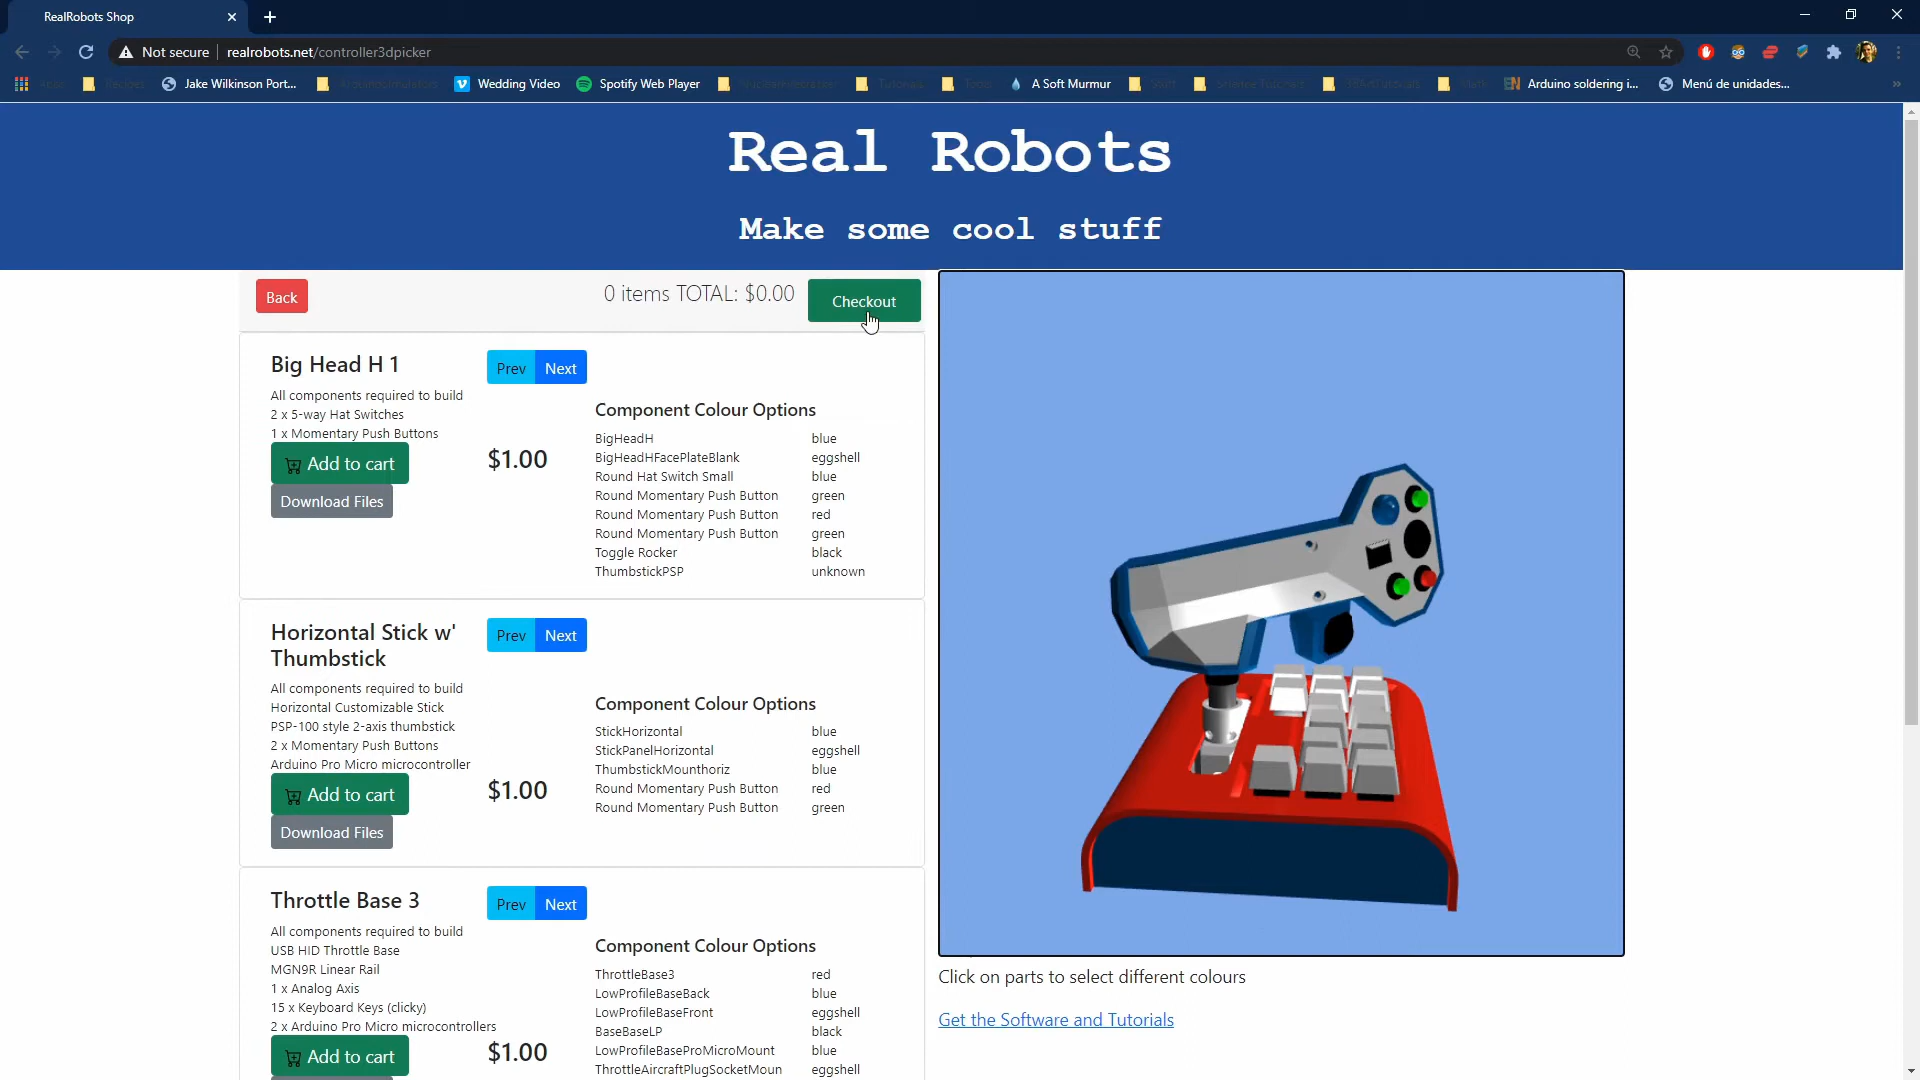 RealRobots Shop
Not secure realrobots.net/controller3dpicker
Jake Wilkinson Port... Wedding Video Spotify Web Player A Soft Murmur Arduino soldering i... Menú de unidades...
Real Robots
Make some cool stuff
Back 0 items TOTAL: $0.00 Checkout
Big Head H 1
All components required to build
2 x 5-way Hat Switches
1 x Momentary Push Buttons
Add to cart
Download Files
Prev Next
$1.00
Component Colour Options
BigHeadH blue
BigHeadHFacePlateBlank eggshell
Round Hat Switch Small blue
Round Momentary Push Button green
Round Momentary Push Button red
Round Momentary Push Button green
Toggle Rocker black
ThumbstickPSP unknown
Horizontal Stick w'
Thumbstick
All components required to build
Horizontal Customizable Stick
PSP-100 style 2-axis thumbstick
2 x Momentary Push Buttons
Arduino Pro Micro microcontroller
Add to cart
Download Files
Prev Next
$1.00
Component Colour Options
StickHorizontal blue
StickPanelHorizontal eggshell
ThumbstickMounthoriz blue
Round Momentary Push Button red
Round Momentary Push Button green
Throttle Base 3
All components required to build
USB HID Throttle Base
MGN9R Linear Rail
1 x Analog Axis
15 x Keyboard Keys (clicky)
2 x Arduino Pro Micro microcontrollers
Add to cart
Prev Next
$1.00
Component Colour Options
ThrottleBase3 red
LowProfileBaseBack blue
LowProfileBaseFront eggshell
BaseBaseLP black
LowProfileBaseProMicroMount blue
ThrottleAircraftPlugSocketMoun eggshell
Click on parts to select different colours
Get the Software and Tutorials